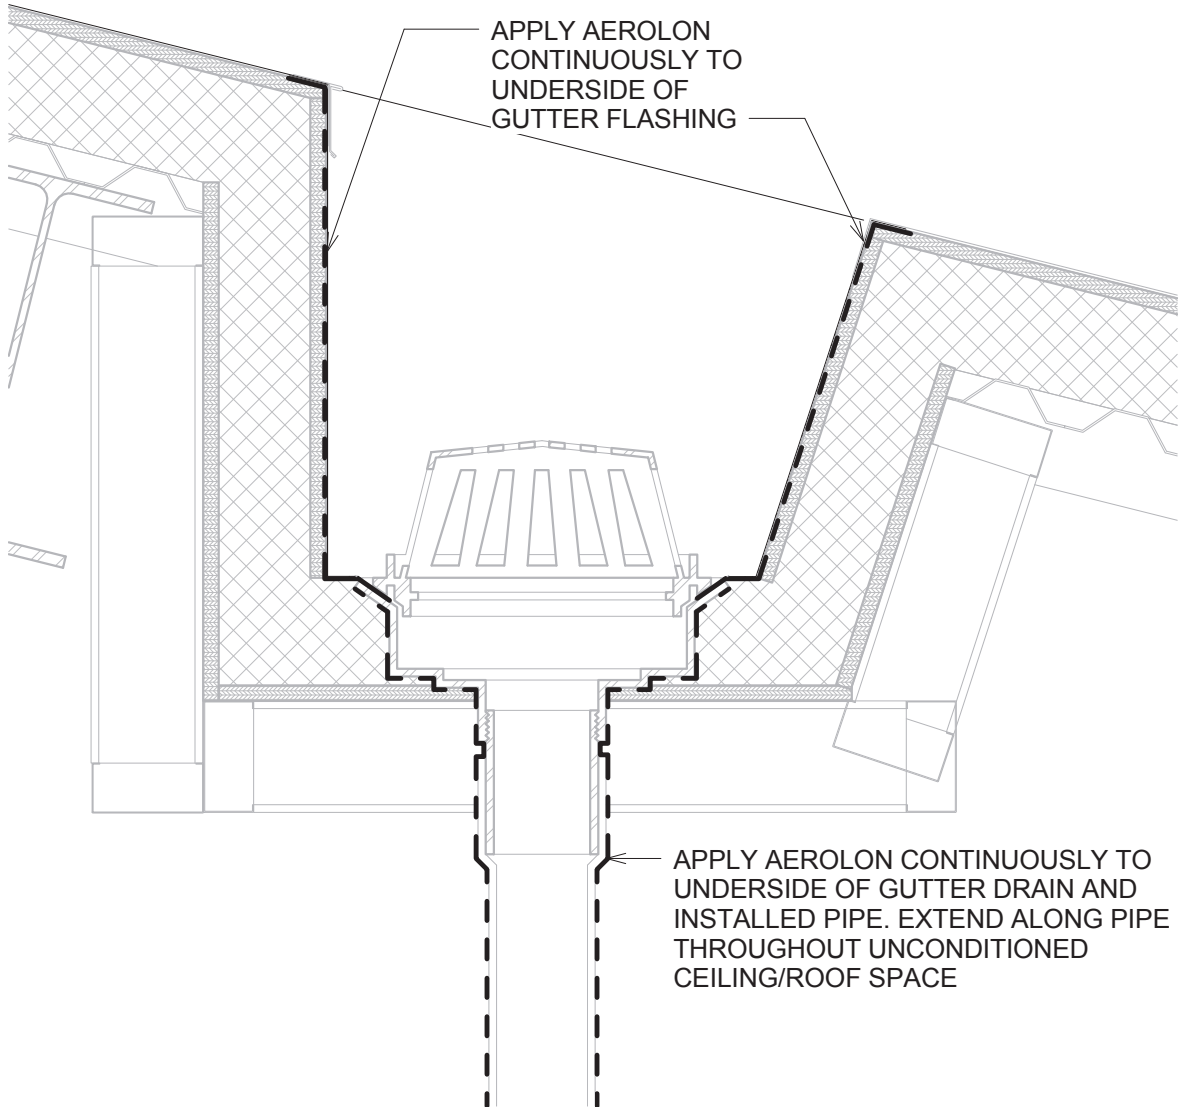 APPLY AEROLON
CONTINUOUSLY TO
UNDERSIDE OF
GUTTER FLASHING
APPLY AEROLON CONTINUOUSLY TO
UNDERSIDE OF GUTTER DRAIN AND
INSTALLED PIPE. EXTEND ALONG PIPE
THROUGHOUT UNCONDITIONED
CEILING/ROOF SPACE